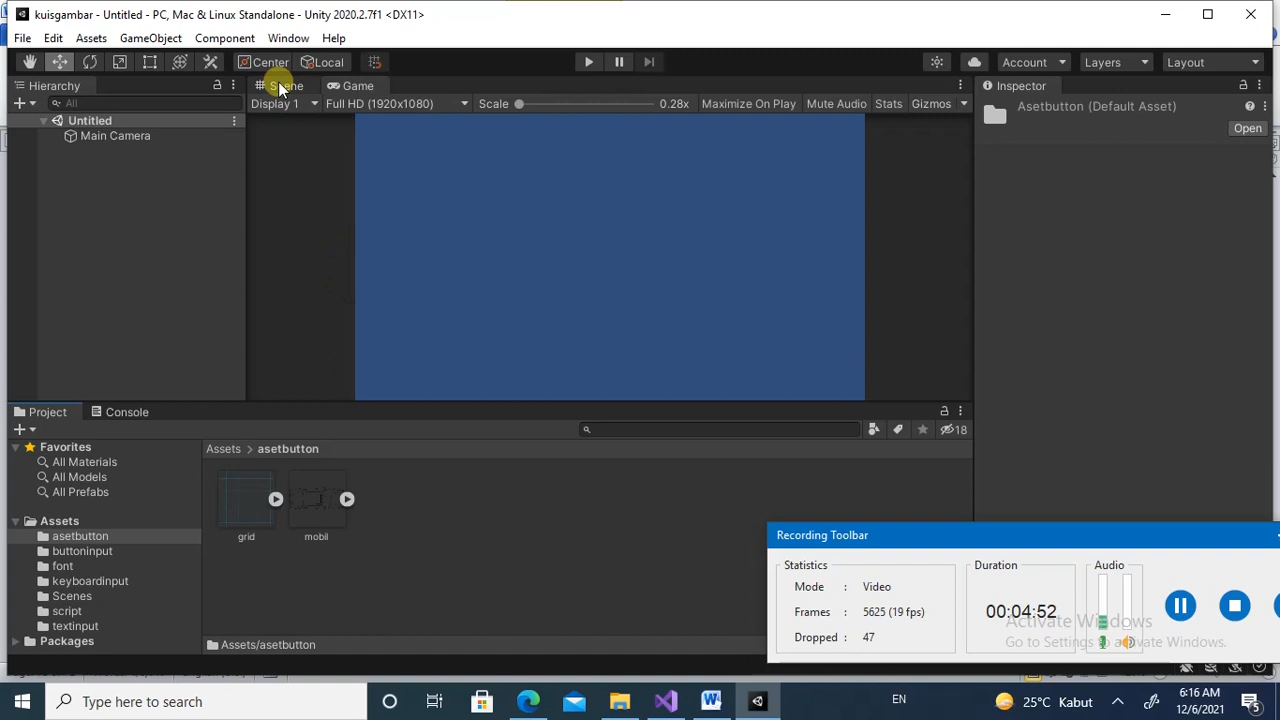 kuisgambar - Untitled - PC, Mac & Linux Standalone - Unity 2020.2.7f1 <DX11>
File Edit Assets GameObject Component Window Help
Center Local Account Layers Layout
Hierarchy Scene Game Inspector
All Display 1 Full HD (1920x1080) Scale 0.28x Maximize On Play Mute Audio Stats Gizmos Asetbutton (Default Asset)
Untitled
Open
Main Camera
Project Console
18
Favorites
Assets > asetbutton
All Materials
All Models
All Prefabs
Assets
asetbutton
grid mobil
buttoninput
font
keyboardinput
Scenes
script
textinput
Packages
Assets/asetbutton
Recording Toolbar
Statistics Duration Audio
Mode : Video
Frames : 5625 (19 fps)
00:04:52
Dropped : 47
Activate Windows
Go to Settings to activate Windows.
Type here to search
EN
25°C Kabut
6:16 AM
12/6/2021
5